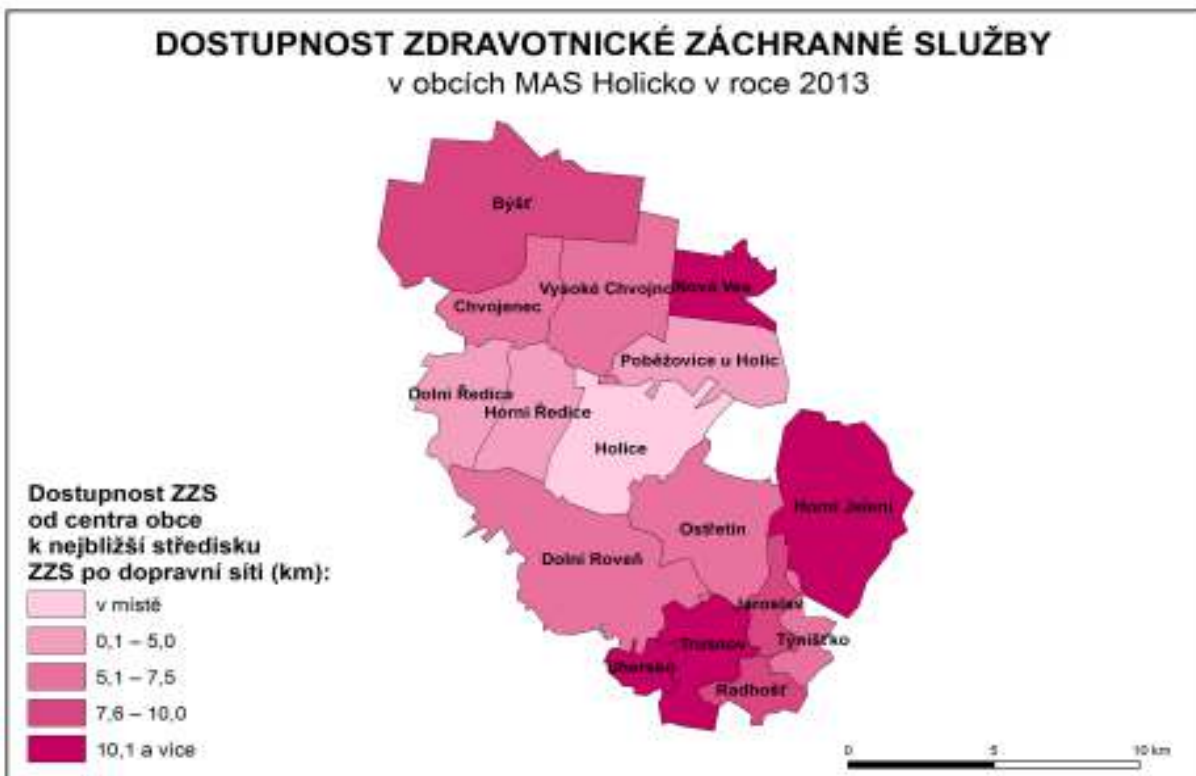 DOSTUPNOST ZDRAVOTNICKÉ ZÁCHRANNÉ SLUŽBY
v obcích MAS Holicko v roce 2013
Býšť
Vysoké Chvojno
Nová Ves
Chvojenec
Poběžovice u Holic
Dolní Ředice
Horní Ředice
Holice
Horní Jelení
Ostřetín
Dolní Roveň
Jaroslav
Týnišťko
Trusnov
Uhersko
Radhošť
Dostupnost ZZS
od centra obce
k nejbližší středisku
ZZS po dopravní síti (km):
v místě
0,1 – 5,0
5,1 – 7,5
7,6 – 10,0
10,1 a více
0 5 10 km